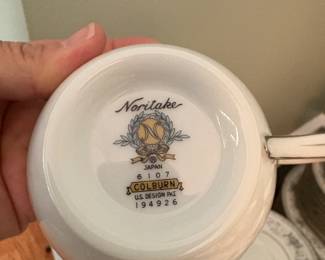 Noritake
N
JAPAN
6107
COLBURN
U.S. DESIGN PAT.
194926